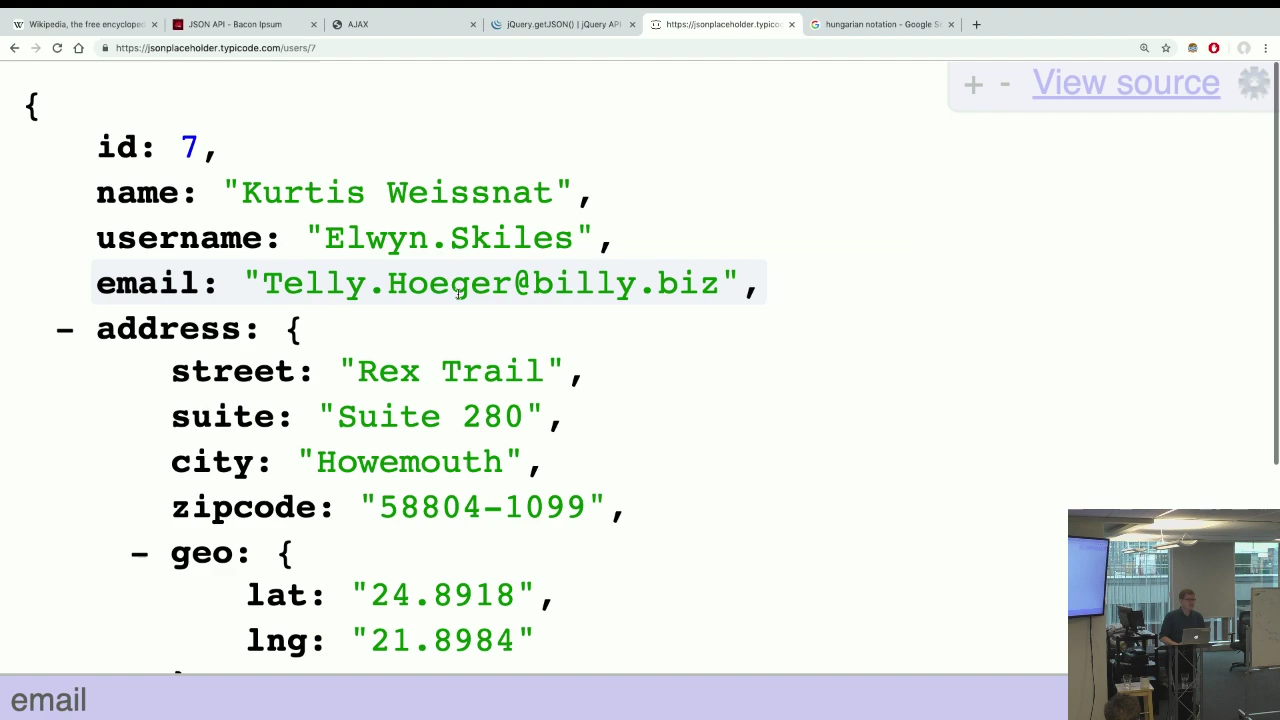 Wikipedia, the free encycloped
JSON API - Bacon Ipsum
AJAX
jQuery.getJSON() | jQuery API
https://jsonplaceholder.typicod
hungarian notation - Google Se
https://jsonplaceholder.typicode.com/users/7
+ - View source
{
id: 7,
name: "Kurtis Weissnat",
username: "Elwyn.Skiles",
email: "Telly.Hoeger@billy.biz",
- address: {
street: "Rex Trail",
suite: "Suite 280",
city: "Howemouth",
zipcode: "58804-1099",
- geo: {
lat: "24.8918",
lng: "21.8984"
email